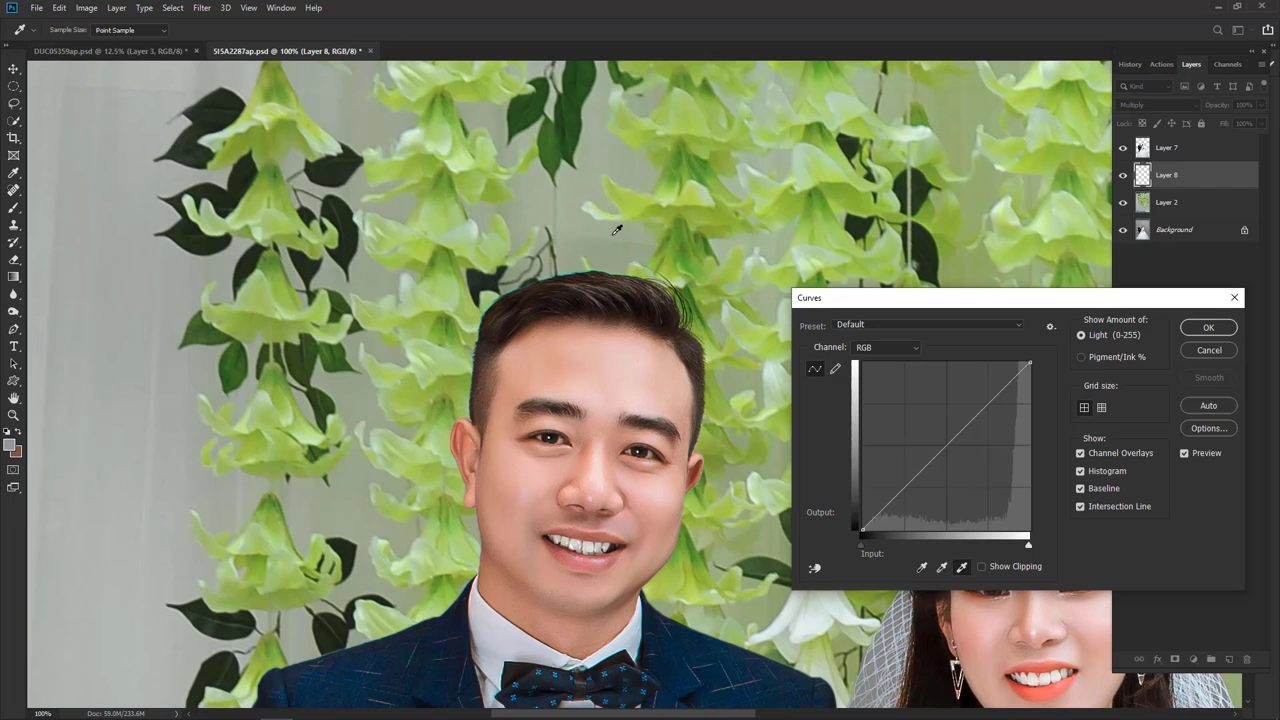 Ps File Edit Image Layer Type Select Filter 3D View Window Help
Sample Size: Point Sample
DUC05359ap.psd @ 12.5% (Layer 3, RGB/8) * × 5I5A2287ap.psd @ 100% (Layer 8, RGB/8) * ×
History Actions Layers Channels
Kind
Multiply Opacity: 100%
Lock: Fill: 100%
Layer 7
Layer 8
Layer 2
Background
Curves
Preset: Default
Channel: RGB
Output:
Input:
Show Clipping
Show Amount of:
Light (0-255)
Pigment/Ink %
Grid size:
Show:
Channel Overlays
Histogram
Baseline
Intersection Line
OK
Cancel
Smooth
Auto
Options...
Preview
100% Doc: 59.0M/233.6M